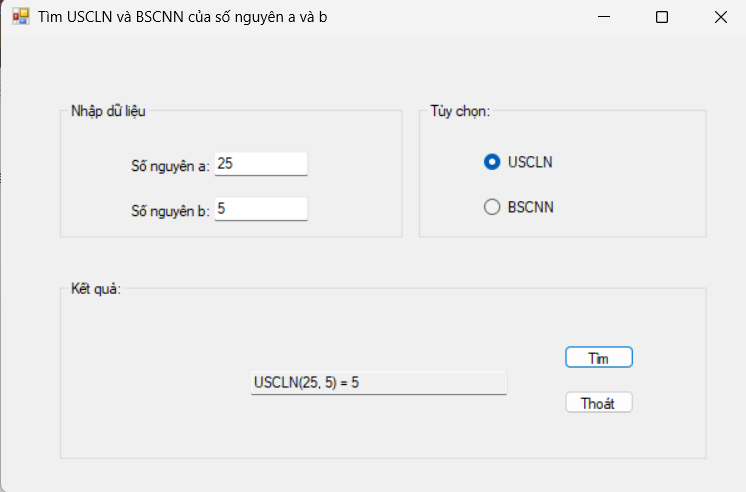 Tìm USCLN và BSCNN của số nguyên a và b
Nhập dữ liệu
Số nguyên a: 25
Số nguyên b: 5
Tùy chọn:
USCLN
BSCNN
Kết quả:
USCLN(25, 5) = 5
Tìm
Thoát